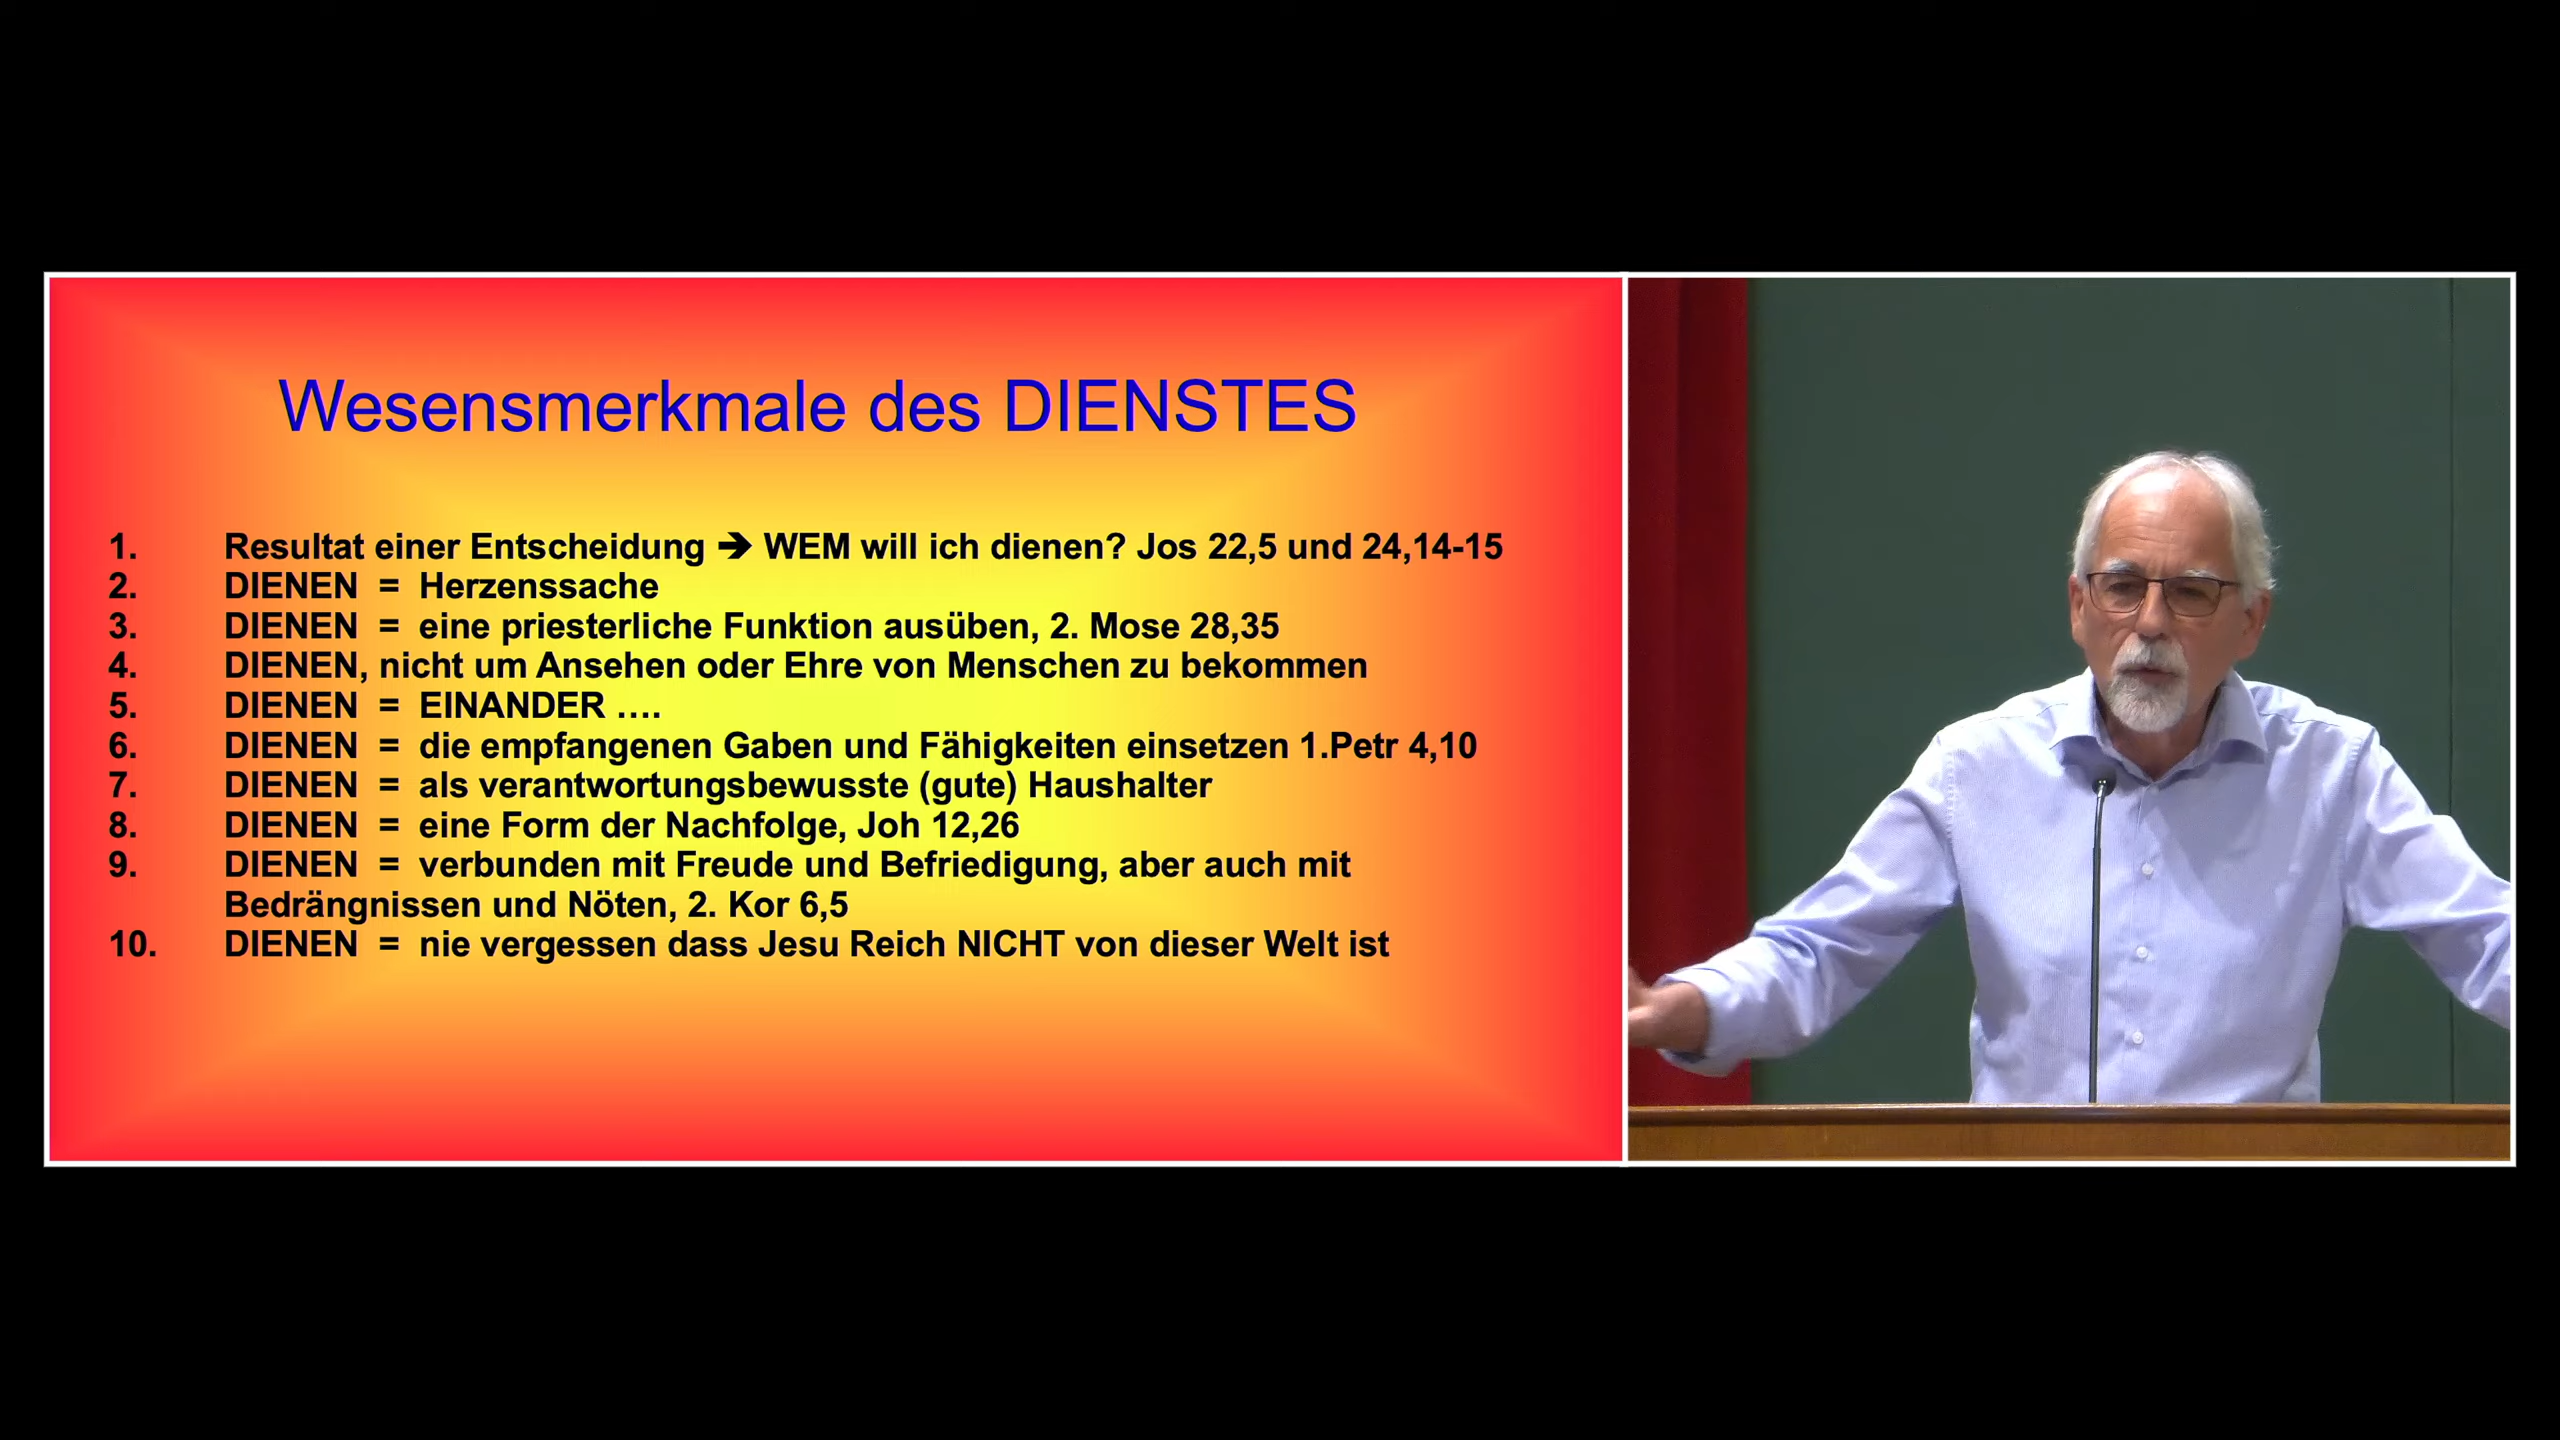 Wesensmerkmale des DIENSTES
1. Resultat einer Entscheidung ➔ WEM will ich dienen? Jos 22,5 und 24,14-15
2. DIENEN = Herzenssache
3. DIENEN = eine priesterliche Funktion ausüben, 2. Mose 28,35
4. DIENEN, nicht um Ansehen oder Ehre von Menschen zu bekommen
5. DIENEN = EINANDER ….
6. DIENEN = die empfangenen Gaben und Fähigkeiten einsetzen 1.Petr 4,10
7. DIENEN = als verantwortungsbewusste (gute) Haushalter
8. DIENEN = eine Form der Nachfolge, Joh 12,26
9. DIENEN = verbunden mit Freude und Befriedigung, aber auch mit
Bedrängnissen und Nöten, 2. Kor 6,5
10. DIENEN = nie vergessen dass Jesu Reich NICHT von dieser Welt ist